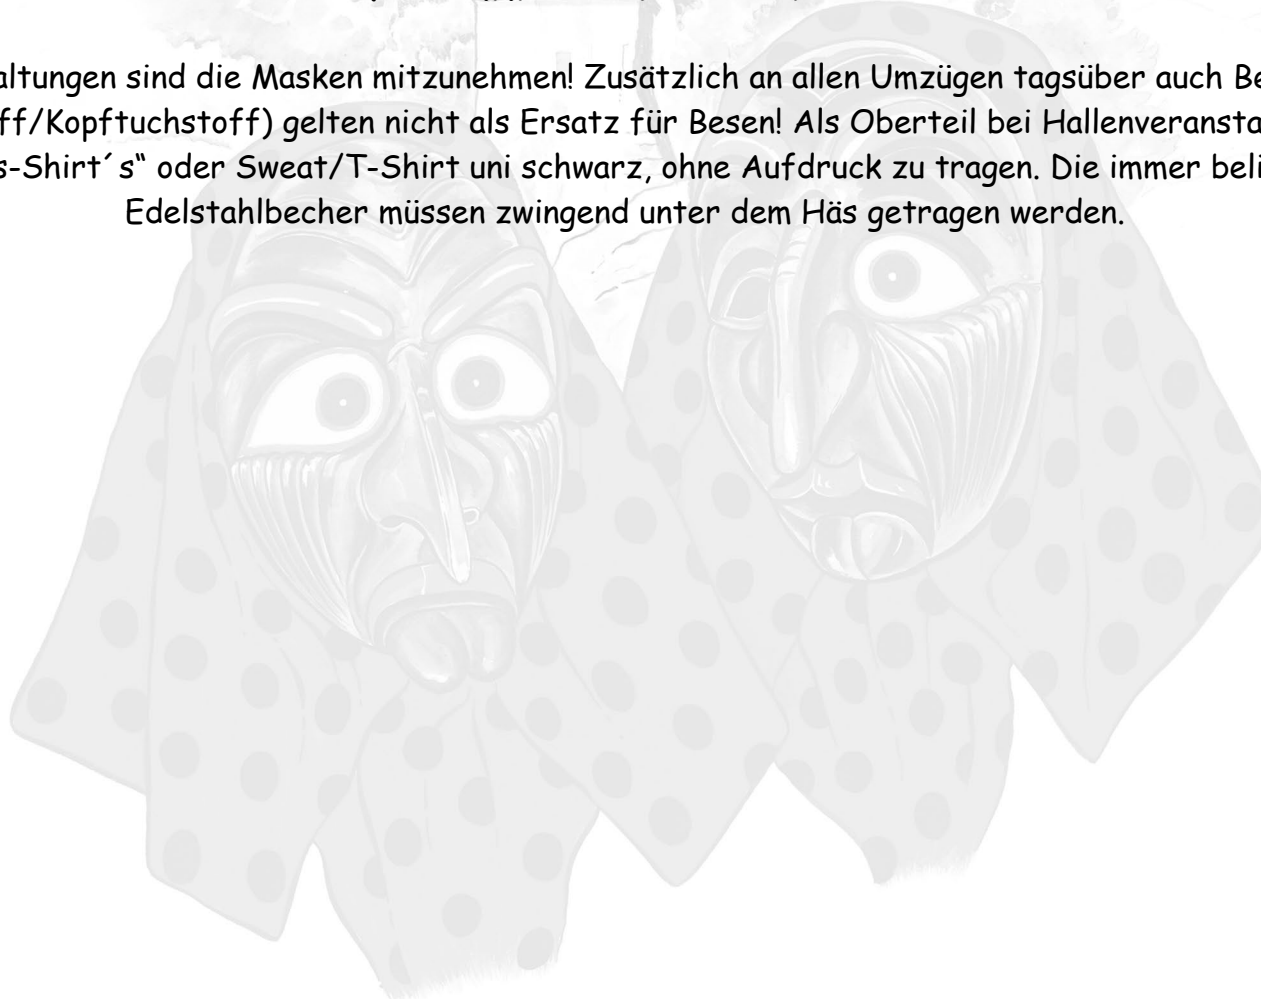 altungen sind die Masken mitzunehmen! Zusätzlich an allen Umzügen tagsüber auch Be
ff/Kopftuchstoff) gelten nicht als Ersatz für Besen! Als Oberteil bei Hallenveransta
s-Shirt´s“ oder Sweat/T-Shirt uni schwarz, ohne Aufdruck zu tragen. Die immer beli
Edelstahlbecher müssen zwingend unter dem Häs getragen werden.